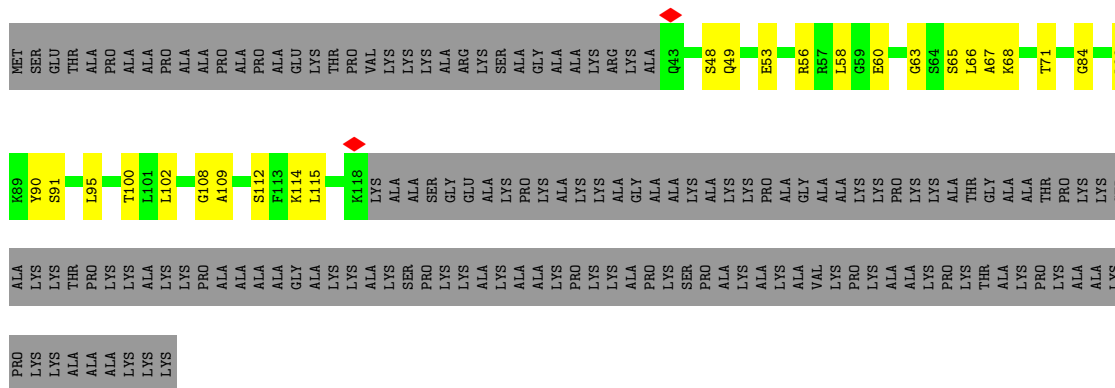 MET SER GLU THR ALA PRO ALA ALA PRO ALA ALA PRO ALA PRO ALA GLU LYS THR PRO VAL LYS LYS LYS ALA ARG LYS SER ALA GLY ALA ALA LYS ARG LYS ALA Q43 S48 Q49 E53 R56 R57 L58 G59 E60 G63 S64 S65 L66 A67 K68 T71 G84
K89 Y90 S91 L95 T100 L101 L102 G108 A109 S112 F113 K114 L115 K118 LYS ALA ALA SER GLY GLU ALA LYS PRO LYS ALA LYS LYS ALA GLY ALA ALA LYS ALA LYS LYS PRO ALA GLY ALA ALA LYS LYS PRO LYS LYS ALA THR GLY ALA ALA THR PRO LYS LYS
ALA LYS LYS THR PRO LYS LYS ALA LYS LYS PRO ALA ALA ALA ALA GLY ALA LYS LYS ALA LYS SER PRO LYS LYS ALA LYS ALA ALA LYS PRO LYS LYS ALA PRO LYS SER PRO ALA LYS ALA LYS ALA VAL LYS PRO LYS ALA ALA LYS PRO LYS THR ALA LYS PRO LYS ALA ALA LYS
PRO LYS LYS ALA ALA ALA LYS LYS LYS